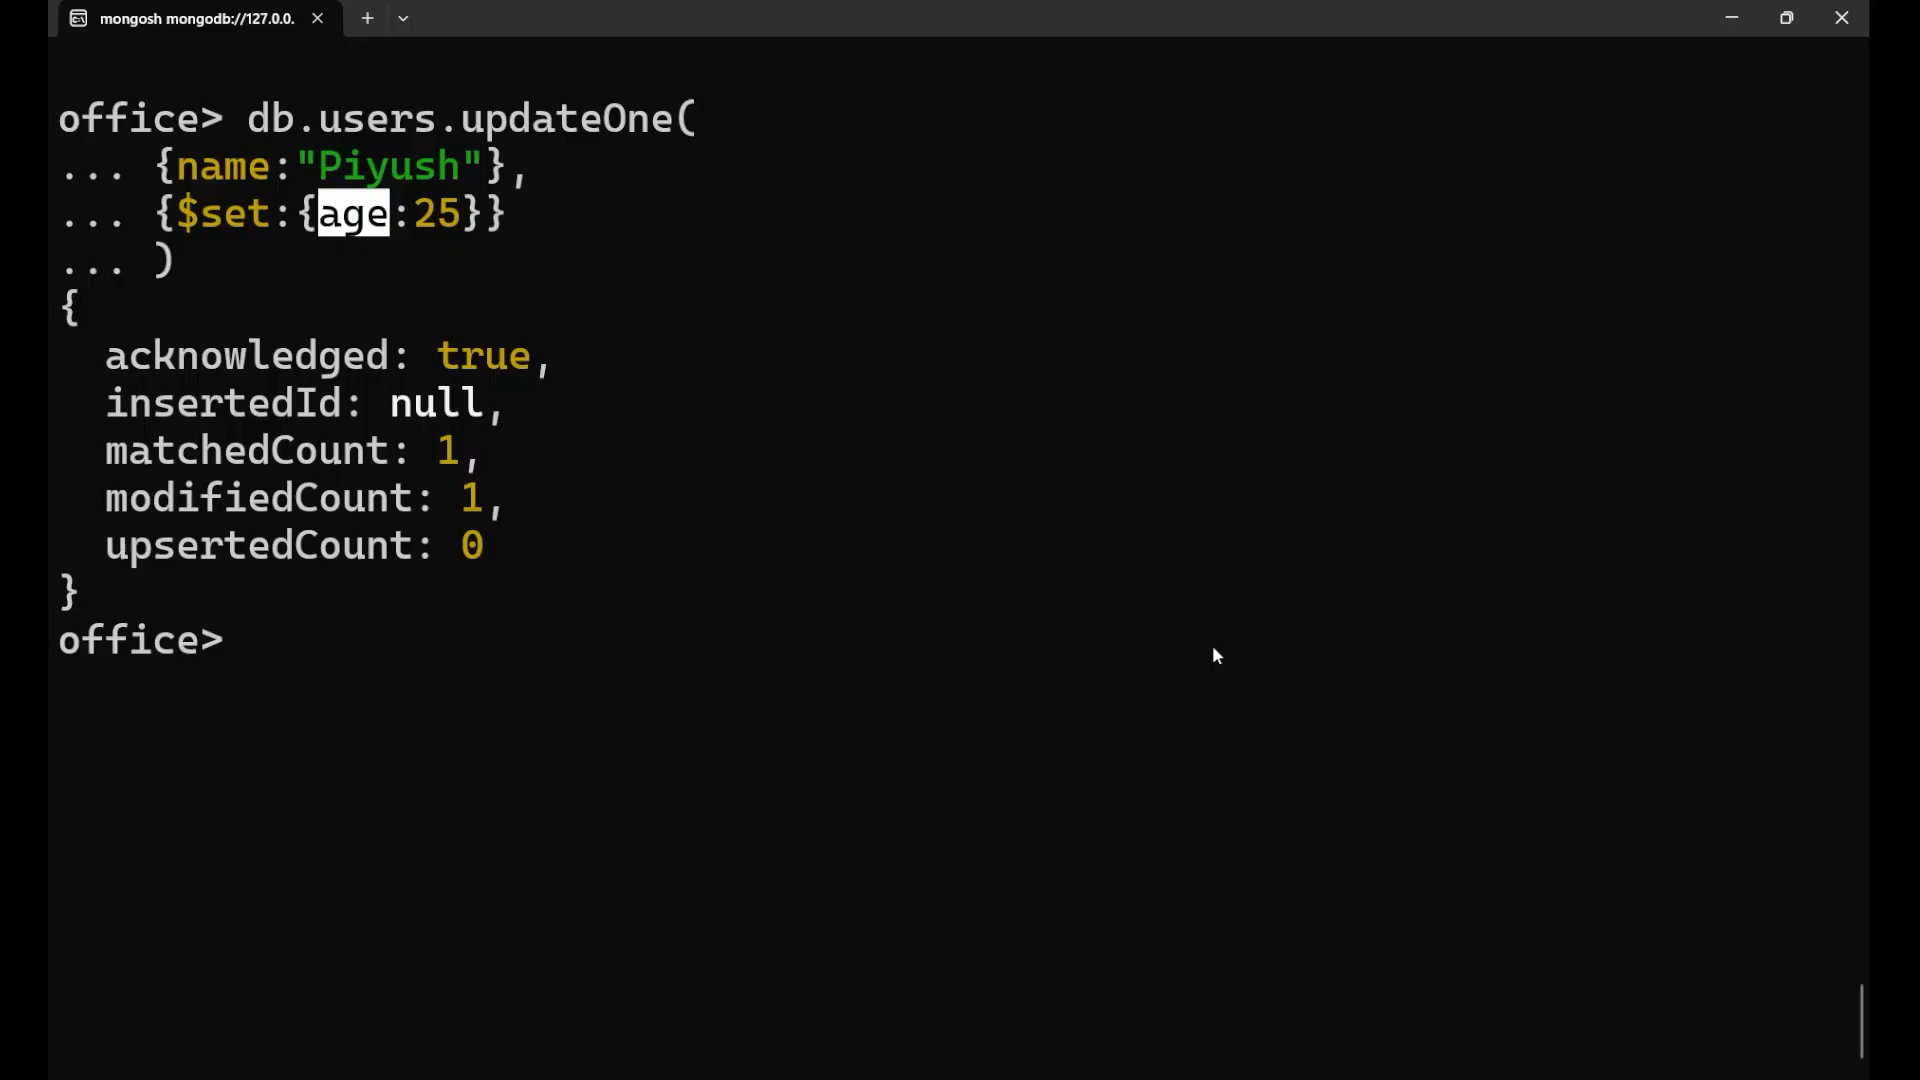 mongosh mongodb://127.0.0.
office> db.users.updateOne(
... {name:"Piyush"},
... {$set:{age:25}}
... )
{
  acknowledged: true,
  insertedId: null,
  matchedCount: 1,
  modifiedCount: 1,
  upsertedCount: 0
}
office>